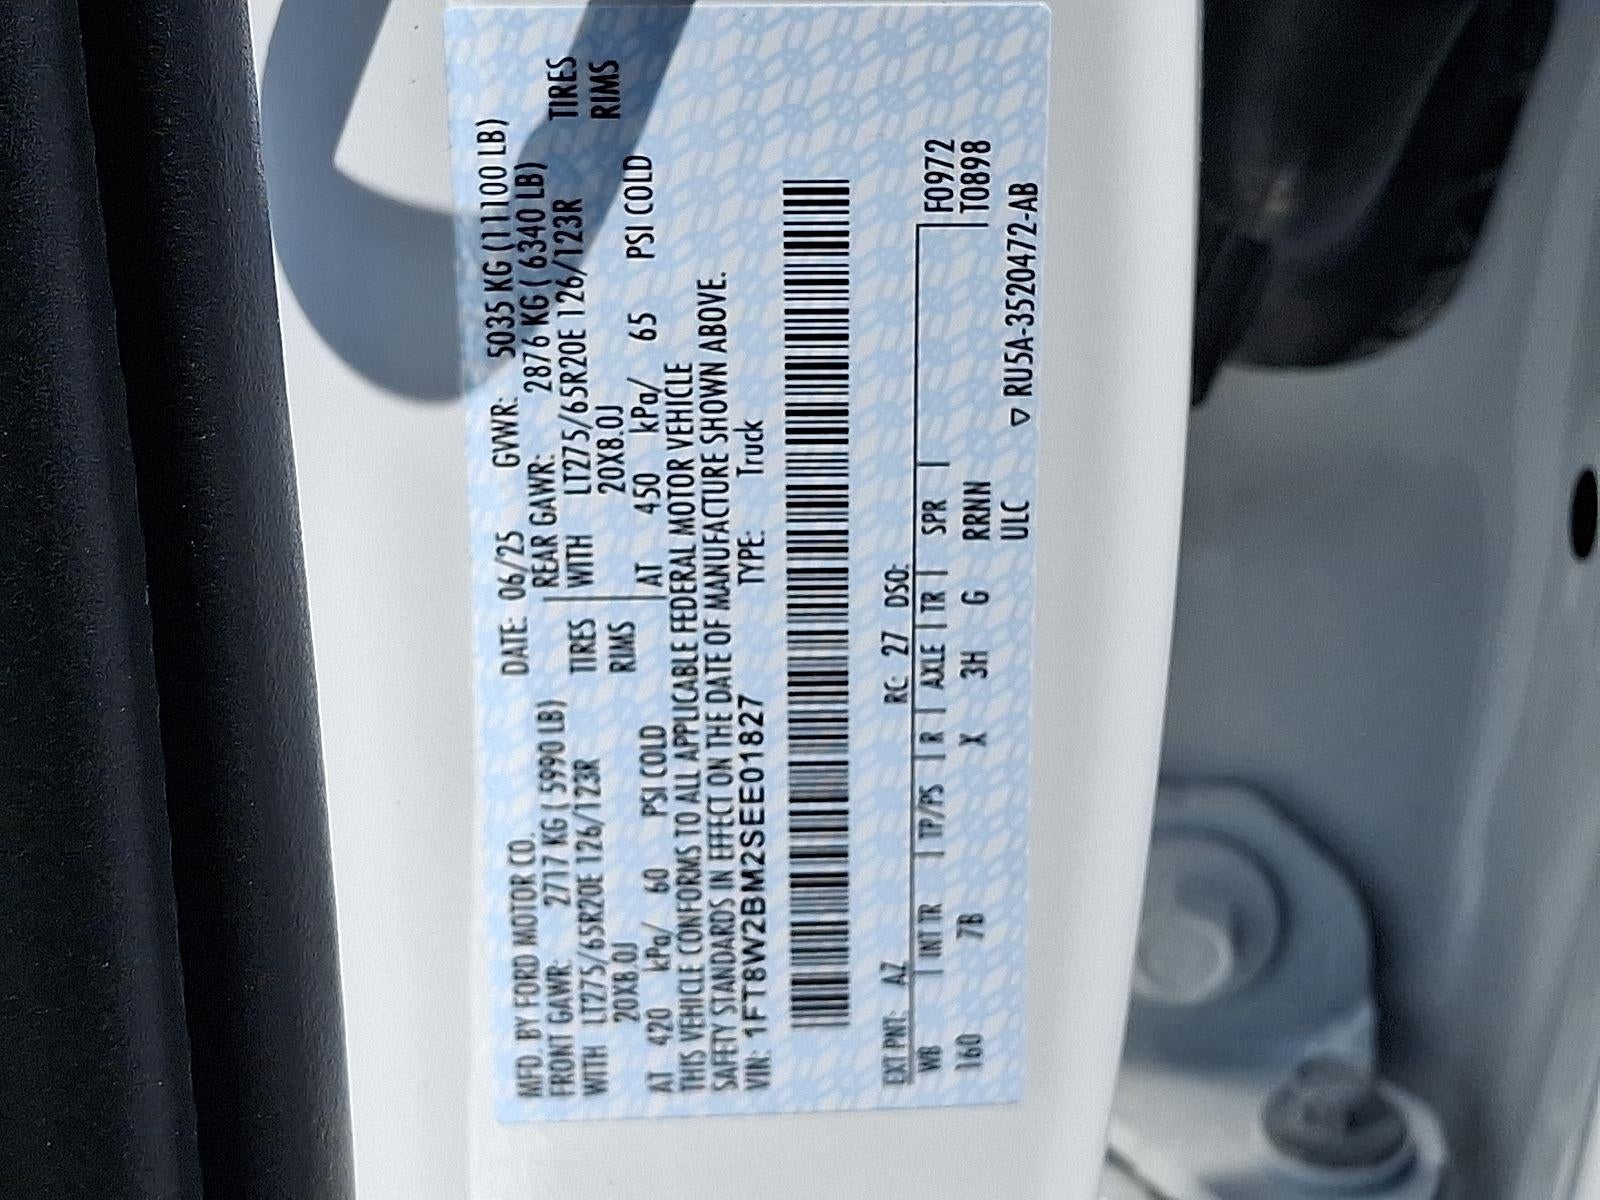 MFD. BY FORD MOTOR CO. DATE: 06/25 GVWR: 5035 KG (11100 LB)
FRONT GAWR: 2717 KG ( 5990 LB) REAR GAWR: 2876 KG ( 6340 LB)
WITH LT275/65R20E 126/123R TIRES WITH LT275/65R20E 126/123R TIRES
20X8.0J RIMS 20X8.0J RIMS
AT 420 kPa/ 60 PSI COLD AT 450 kPa/ 65 PSI COLD
THIS VEHICLE CONFORMS TO ALL APPLICABLE FEDERAL MOTOR VEHICLE
SAFETY STANDARDS IN EFFECT ON THE DATE OF MANUFACTURE SHOWN ABOVE.
VIN: 1FT8W2BM2SEE01827 TYPE: Truck
EXT PNT: AZ RC: 27 DSO:
WB INT TR TP/PS R AXLE TR SPR F0972
160 7B X 3H G RRNN T0898
ULC ▽ RU5A-3520472-AB